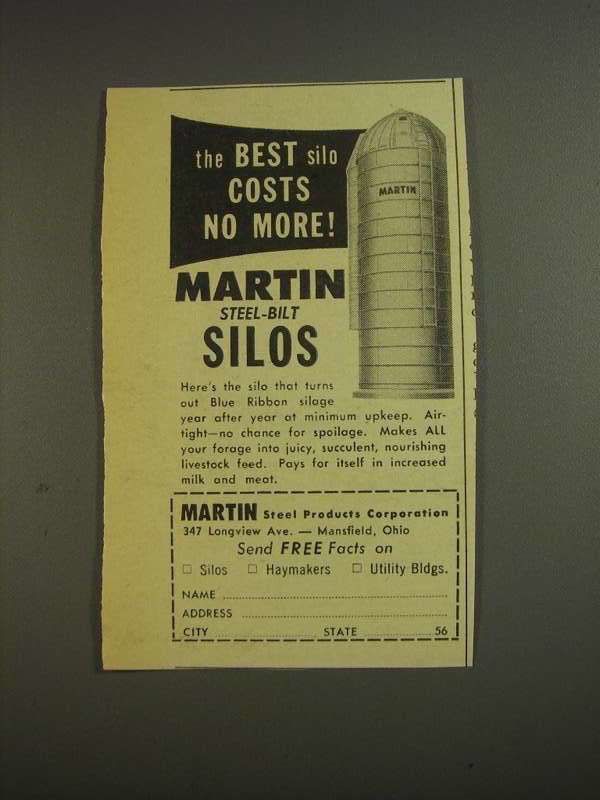 the BEST silo
COSTS
NO MORE!
MARTIN
MARTIN
STEEL-BILT
SILOS
Here's the silo that turns
out Blue Ribbon silage
year after year at minimum upkeep. Air-
tight—no chance for spoilage. Makes ALL
your forage into juicy, succulent, nourishing
livestock feed. Pays for itself in increased
milk and meat.
MARTIN Steel Products Corporation
347 Longview Ave. — Mansfield, Ohio
Send FREE Facts on
□ Silos □ Haymakers □ Utility Bldgs.
NAME
ADDRESS
CITY STATE 56